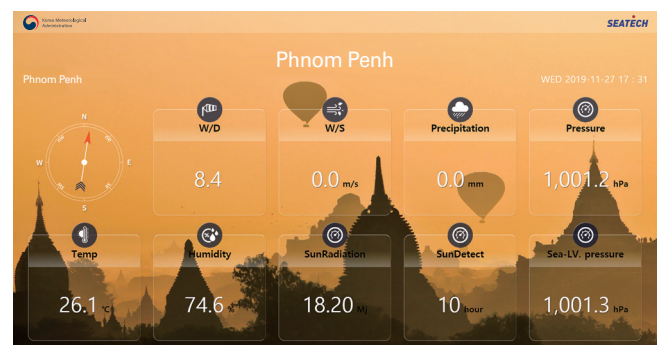 Korea Meteorological
Administration
SEATECH
Phnom Penh
Phnom Penh
WED 2019-11-27 17 : 31
N
W
E
S
W/D
8.4
W/S
0.0 m/s
Precipitation
0.0 mm
Pressure
1,001.2 hPa
Temp
26.1 ℃
Humidity
74.6 %
SunRadiation
18.20 Mj
SunDetect
10 hour
Sea-LV. pressure
1,001.3 hPa